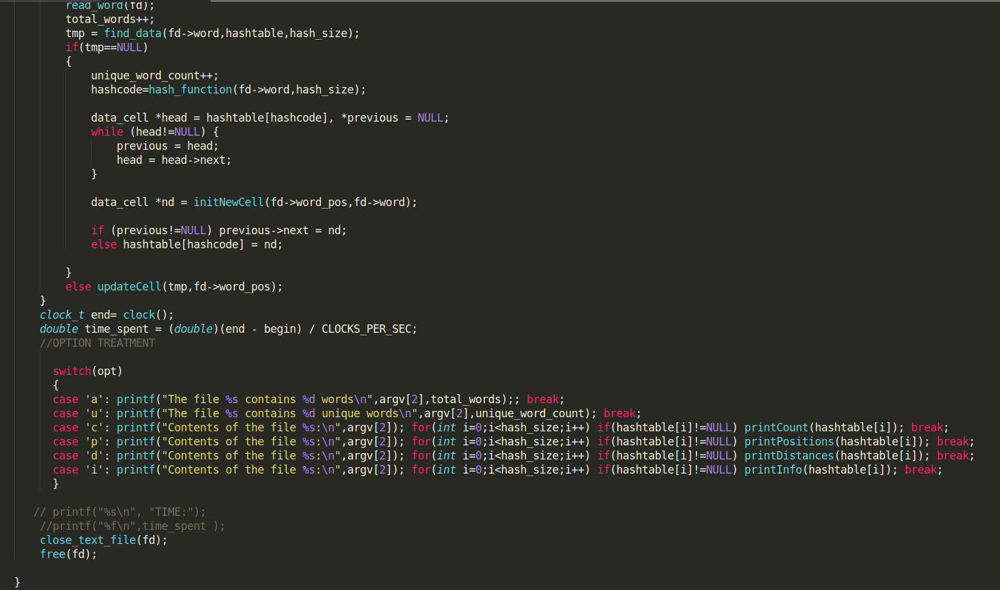 read_word(fd);
total_words++;
tmp = find_data(fd->word,hashtable,hash_size);
if(tmp==NULL)
{
unique_word_count++;
hashcode=hash_function(fd->word,hash_size);
data_cell *head = hashtable[hashcode], *previous = NULL;
while (head!=NULL) {
previous = head;
head = head->next;
}
data_cell *nd = initNewCell(fd->word_pos,fd->word);
if (previous!=NULL) previous->next = nd;
else hashtable[hashcode] = nd;
}
else updateCell(tmp,fd->word_pos);
}
clock_t end= clock();
double time_spent = (double)(end - begin) / CLOCKS_PER_SEC;
//OPTION TREATMENT
switch(opt)
{
case 'a': printf("The file %s contains %d words\n",argv[2],total_words);; break;
case 'u': printf("The file %s contains %d unique words\n",argv[2],unique_word_count); break;
case 'c': printf("Contents of the file %s:\n",argv[2]); for(int i=0;i<hash_size;i++) if(hashtable[i]!=NULL) printCount(hashtable[i]); break;
case 'p': printf("Contents of the file %s:\n",argv[2]); for(int i=0;i<hash_size;i++) if(hashtable[i]!=NULL) printPositions(hashtable[i]); break;
case 'd': printf("Contents of the file %s:\n",argv[2]); for(int i=0;i<hash_size;i++) if(hashtable[i]!=NULL) printDistances(hashtable[i]); break;
case 'i': printf("Contents of the file %s:\n",argv[2]); for(int i=0;i<hash_size;i++) if(hashtable[i]!=NULL) printInfo(hashtable[i]); break;
}
// printf("%s\n", "TIME:");
//printf("%f\n",time_spent );
close_text_file(fd);
free(fd);
}